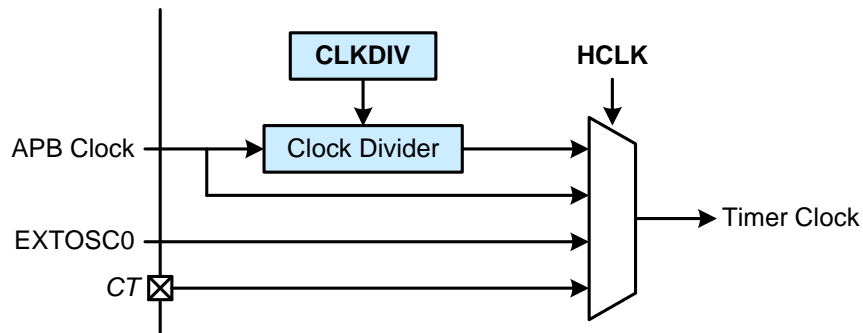 CLKDIV
HCLK
APB Clock
Clock Divider
Timer Clock
EXTOSC0
CT